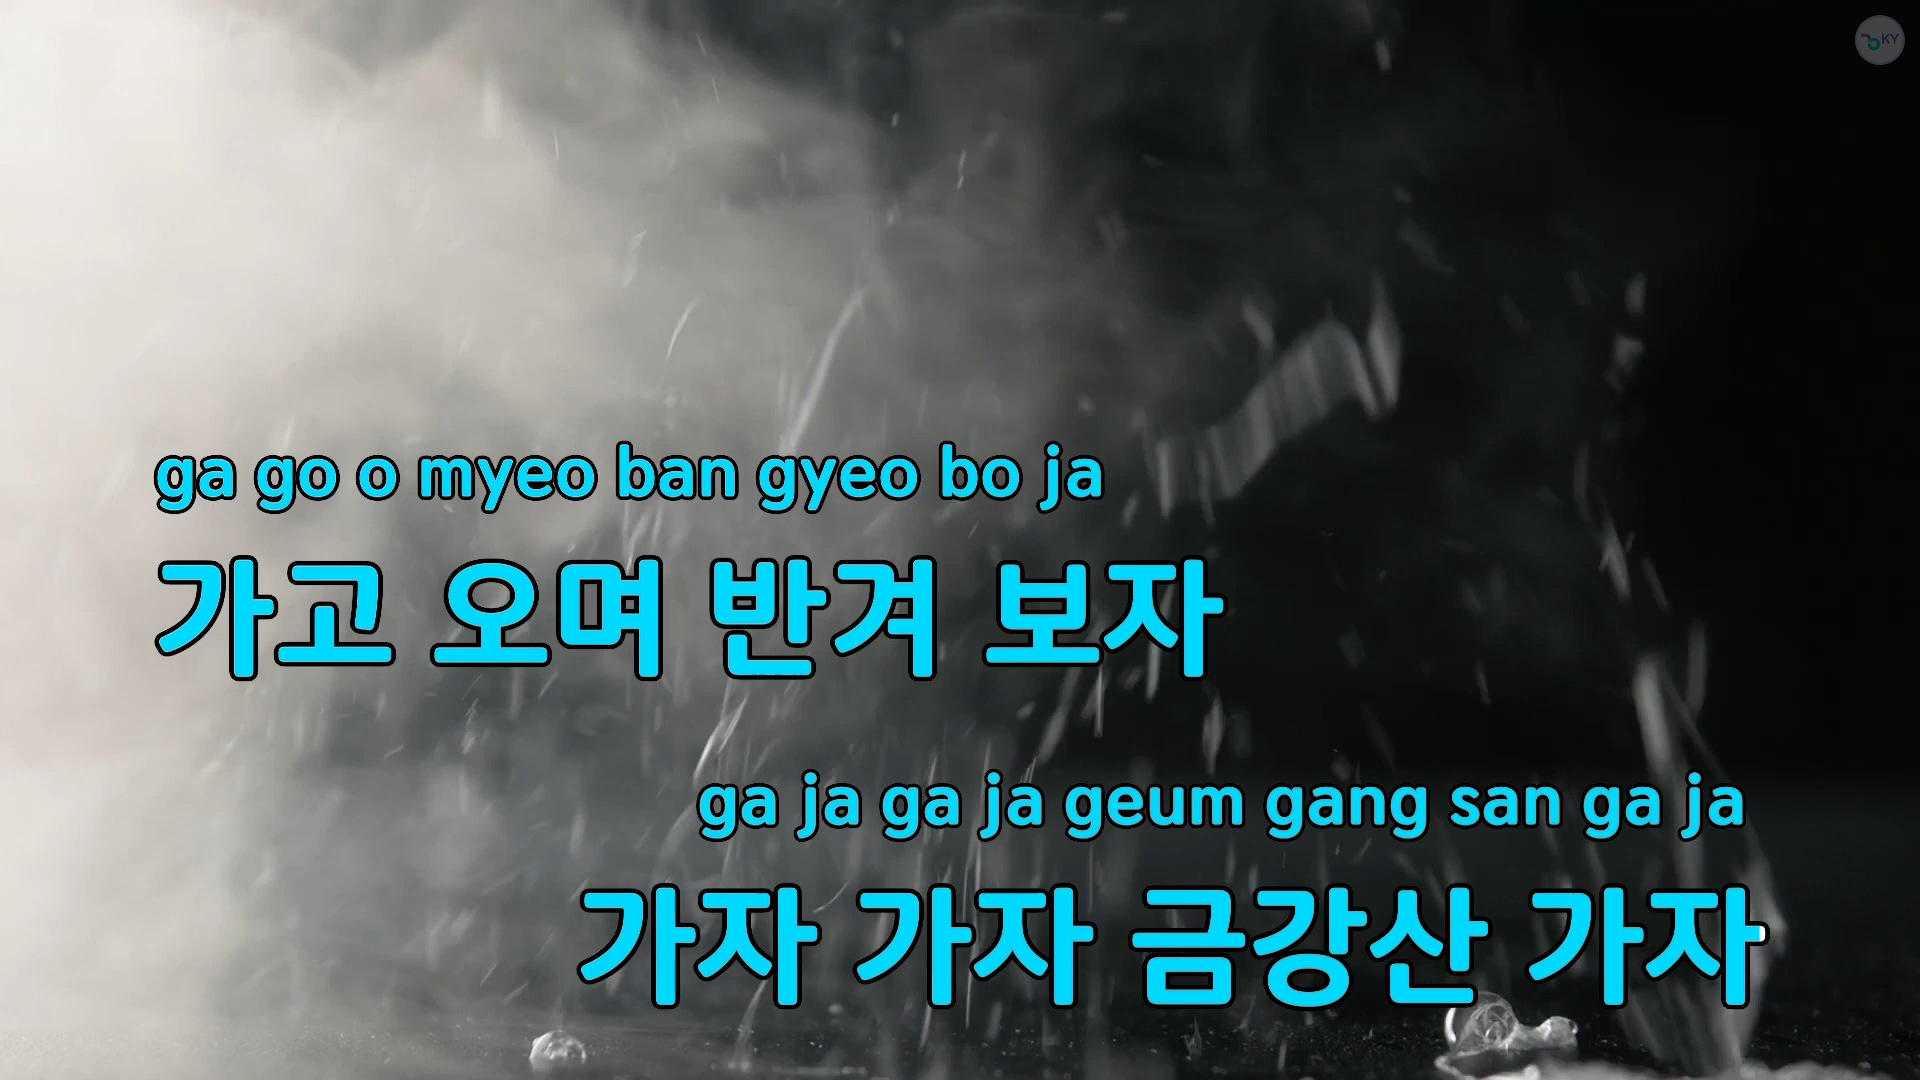 KY
ga go o myeo ban gyeo bo ja
가고 오며 반겨 보자
ga ja ga ja geum gang san ga ja
가자 가자 금강산 가자